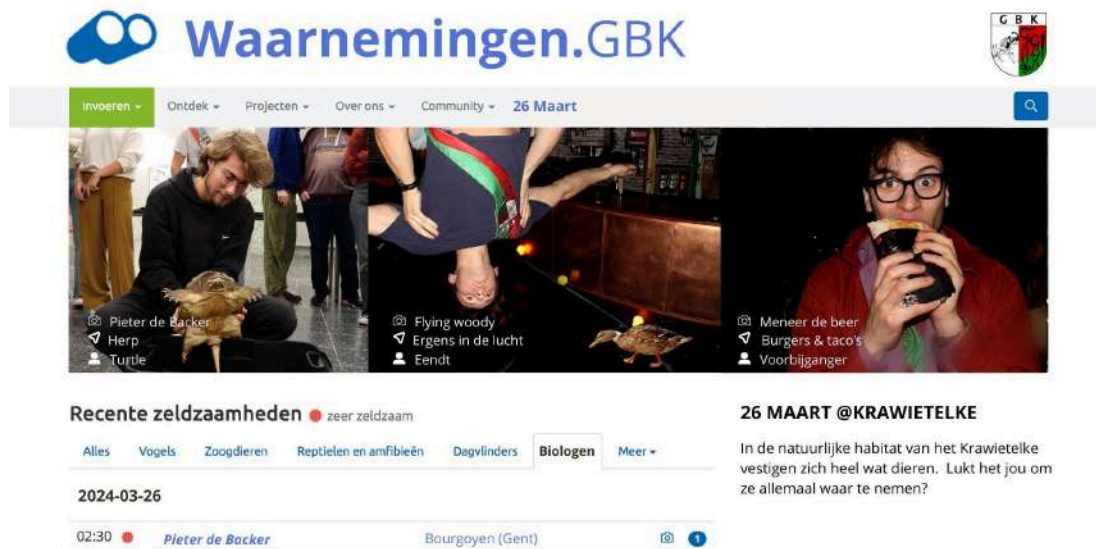 Waarnemingen.GBK
G B K
Invoeren Ontdek Projecten Over ons Community 26 Maart
Pieter de Backer
Herp
Turtle
Flying woody
Ergens in de lucht
Eendt
Meneer de beer
Burgers & taco's
Voorbijganger
Recente zeldzaamheden zeer zeldzaam
Alles Vogels Zoogdieren Reptielen en amfibieën Dagvlinders Biologen Meer
2024-03-26
02:30 Pieter de Backer Bourgoyen (Gent) 1
26 MAART @KRAWIETELKE
In de natuurlijke habitat van het Krawietelke
vestigen zich heel wat dieren. Lukt het jou om
ze allemaal waar te nemen?